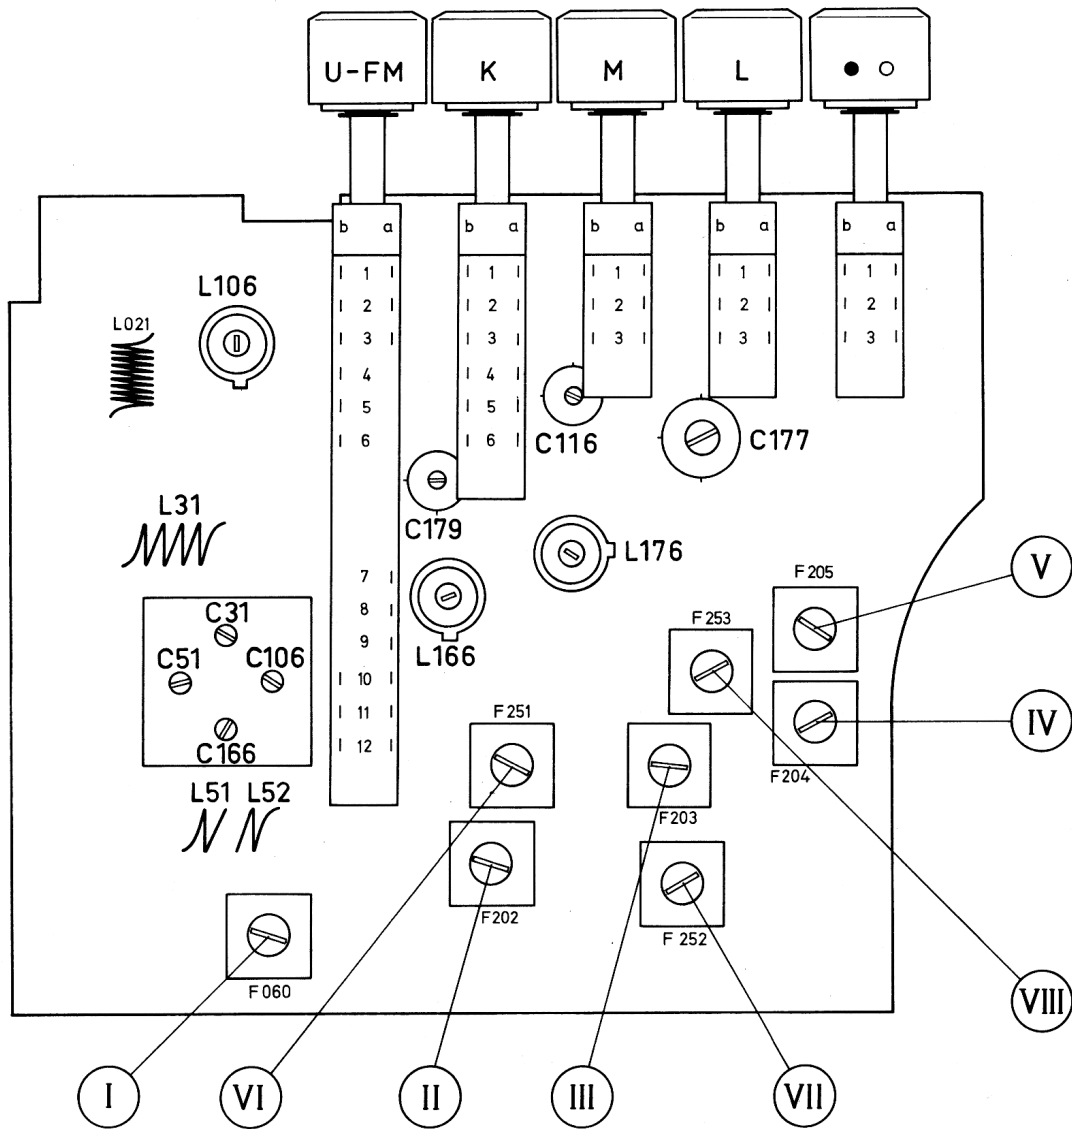 U-FM K M L
b a b a b a b a b a
1 1 1 1 1
2 2 2 2 2
3 3 3 3 3
4 4
5 5
6 6
7
8
9
10
11
12
L106
L021
C116
C177
L31
C179
L176
F205
V
C31
F253
C51 C106
L166
C166
F251
IV
F204
L51 L52
F203
F202
F252
F060
VIII
I VI II III VII